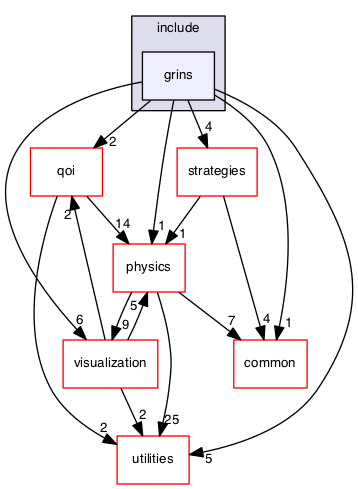 include
grins
2
4
qoi
strategies
2
14
1
1
physics
5
9
6
7
4
1
visualization
common
2
2
25
utilities
5